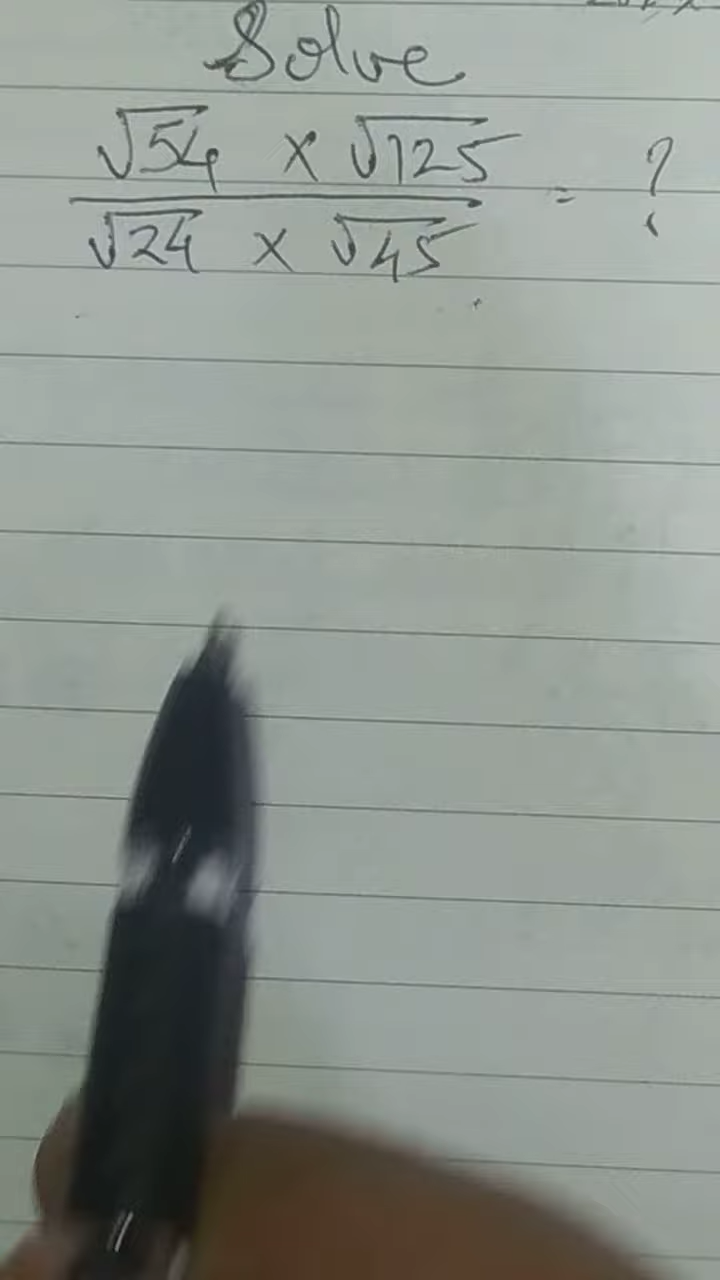 Solve
√54 × √125
= ?
√24 × √45